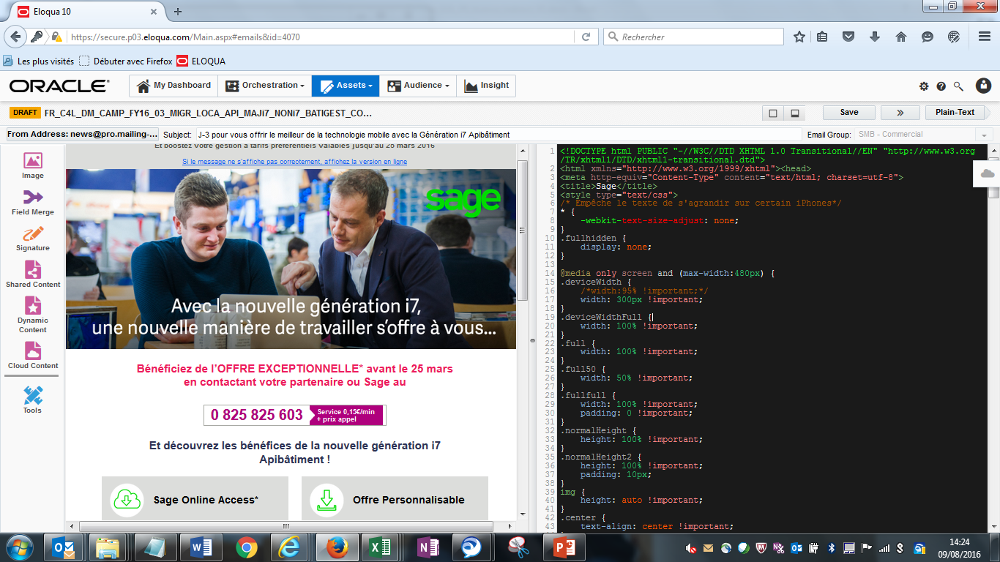 Eloqua 10
https://secure.p03.eloqua.com/Main.aspx#emails&id=4070
Rechercher
Les plus visités
Débuter avec Firefox
ELOQUA
ORACLE
My Dashboard
Orchestration
Assets
Audience
Insight
DRAFT
FR_C4L_DM_CAMP_FY16_03_MIGR_LOCA_API_MAJi7_NONi7_BATIGEST_CO...
Save
Plain-Text
From Address: news@pro.mailing-...
Subject:
J-3 pour vous offrir le meilleur de la technologie mobile avec la Génération i7 Apibâtiment
Email Group:
SMB - Commercial
Image
Field Merge
Signature
Shared Content
Dynamic
Content
Cloud Content
Tools
Et boostez votre gestion à tarifs préférentiels valables jusqu'au 25 mars 2016
Si le message ne s'affiche pas correctement, affichez la version en ligne
sage
Avec la nouvelle génération i7,
une nouvelle manière de travailler s'offre à vous...
Bénéficiez de l'OFFRE EXCEPTIONNELLE* avant le 25 mars
en contactant votre partenaire ou Sage au
0 825 825 603
Service 0,15€/min
+ prix appel
Et découvrez les bénéfices de la nouvelle génération i7
Apibâtiment !
Sage Online Access*
Offre Personnalisable
1 <!DOCTYPE html PUBLIC "-//W3C//DTD XHTML 1.0 Transitional//EN" "http://www.w3.org
/TR/xhtml1/DTD/xhtml1-transitional.dtd">
2 <html xmlns="http://www.w3.org/1999/xhtml"><head>
3 <meta http-equiv="Content-Type" content="text/html; charset=utf-8">
4 <title>Sage</title>
5 <style type="text/css">
6 /* Empêche le texte de s'agrandir sur certain iPhones*/
7 * {
8 -webkit-text-size-adjust: none;
9 }
10 .fullhidden {
11 display: none;
12 }
13
14 @media only screen and (max-width:480px) {
15 .deviceWidth {
16 /*width:95% !important;*/
17 width: 300px !important;
18 }
19 .deviceWidthFull {
20 width: 100% !important;
21 }
22 .full {
23 width: 100% !important;
24 }
25 .full50 {
26 width: 50% !important;
27 }
28 .fullfull {
29 width: 100% !important;
30 padding: 0 !important;
31 }
32 .normalHeight {
33 height: 100% !important;
34 }
35 .normalHeight2 {
36 height: 100% !important;
37 padding: 10px;
38 }
39 img {
40 height: auto !important;
41 }
42 .center {
43 text-align: center !important;
14:24
09/08/2016